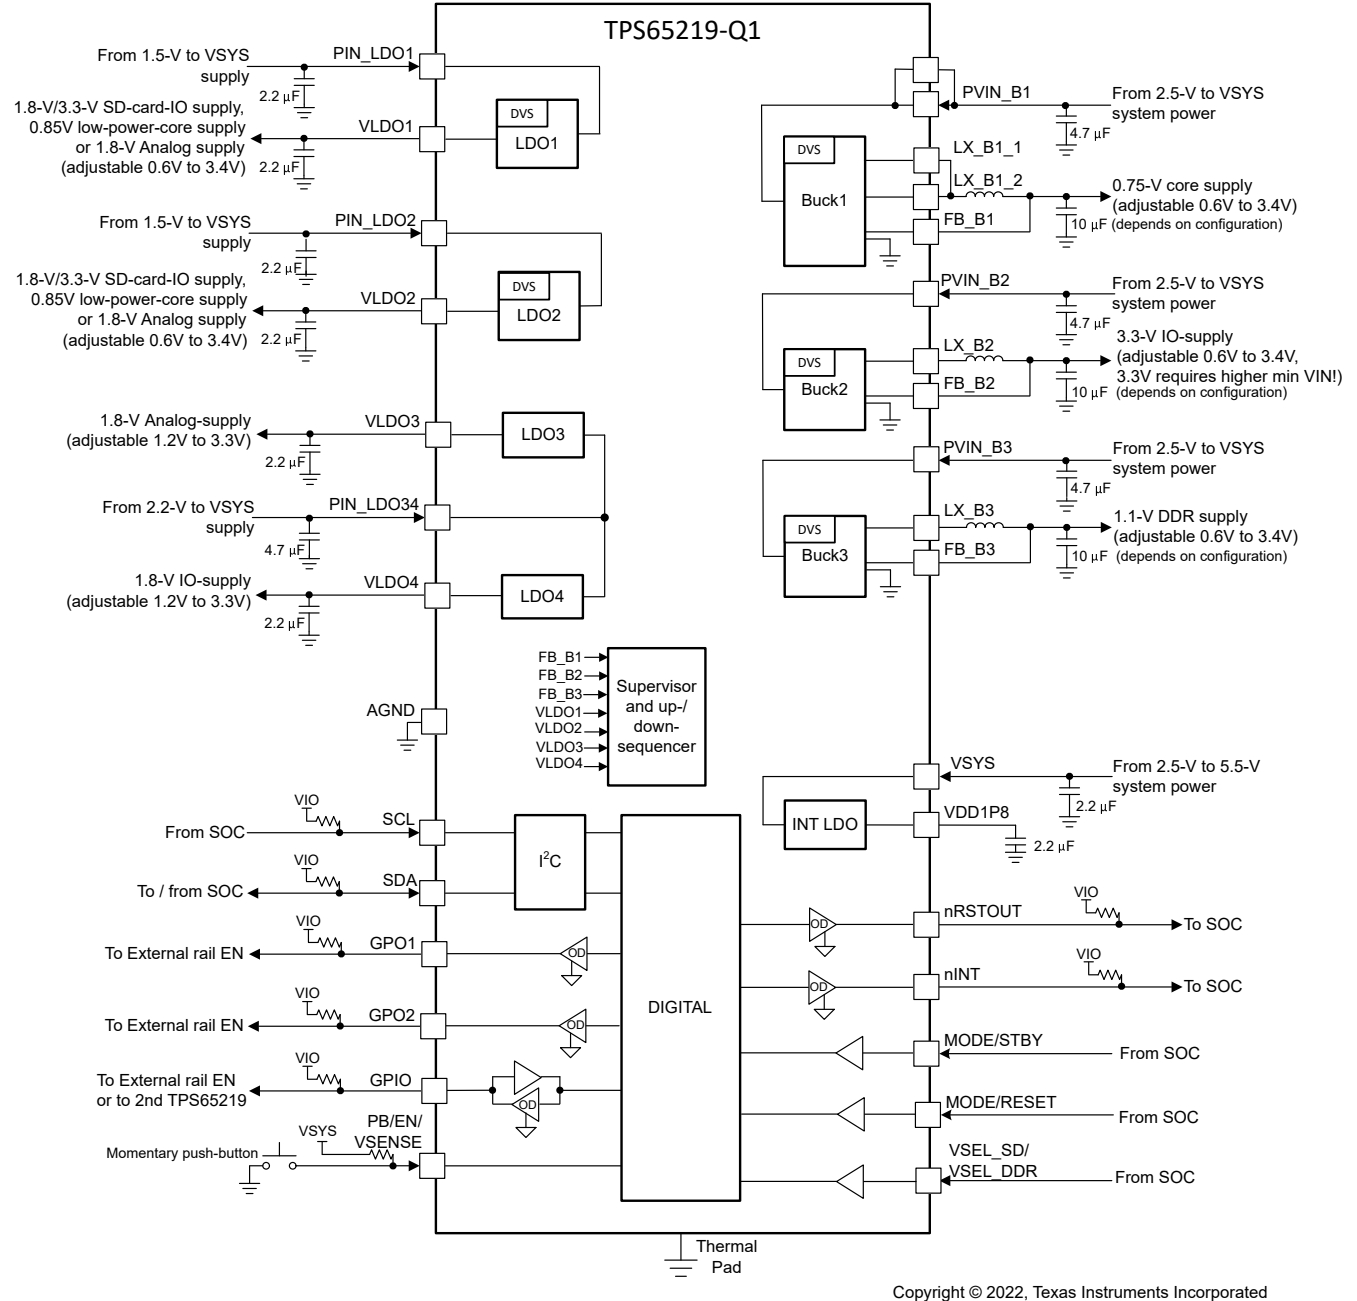 TPS65219-Q1
From 1.5-V to VSYS
supply
PIN_LDO1
2.2 µF
1.8-V/3.3-V SD-card-IO supply,
0.85V low-power-core supply
or 1.8-V Analog supply
(adjustable 0.6V to 3.4V)
VLDO1
2.2 µF
DVS
LDO1
From 1.5-V to VSYS
supply
PIN_LDO2
2.2 µF
1.8-V/3.3-V SD-card-IO supply,
0.85V low-power-core supply
or 1.8-V Analog supply
(adjustable 0.6V to 3.4V)
VLDO2
2.2 µF
DVS
LDO2
1.8-V Analog-supply
(adjustable 1.2V to 3.3V)
VLDO3
2.2 µF
LDO3
From 2.2-V to VSYS
supply
PIN_LDO34
4.7 µF
1.8-V IO-supply
(adjustable 1.2V to 3.3V)
VLDO4
2.2 µF
LDO4
AGND
FB_B1
FB_B2
FB_B3
VLDO1
VLDO2
VLDO3
VLDO4
Supervisor
and up-/
down-
sequencer
From SOC
VIO
SCL
To / from SOC
VIO
SDA
I²C
To External rail EN
VIO
GPO1
OD
To External rail EN
VIO
GPO2
OD
To External rail EN
or to 2nd TPS65219
VIO
GPIO
OD
Momentary push-button
VSYS
PB/EN/
VSENSE
DIGITAL
PVIN_B1
From 2.5-V to VSYS
system power
4.7 µF
DVS
Buck1
LX_B1_1
LX_B1_2
FB_B1
0.75-V core supply
(adjustable 0.6V to 3.4V)
10 µF (depends on configuration)
PVIN_B2
From 2.5-V to VSYS
system power
4.7 µF
DVS
Buck2
LX_B2
FB_B2
3.3-V IO-supply
(adjustable 0.6V to 3.4V,
3.3V requires higher min VIN!)
10 µF (depends on configuration)
PVIN_B3
From 2.5-V to VSYS
system power
4.7 µF
DVS
Buck3
LX_B3
FB_B3
1.1-V DDR supply
(adjustable 0.6V to 3.4V)
10 µF (depends on configuration)
VSYS
From 2.5-V to 5.5-V
system power
2.2 µF
INT LDO
VDD1P8
2.2 µF
OD
nRSTOUT
VIO
To SOC
OD
nINT
VIO
To SOC
MODE/STBY
From SOC
MODE/RESET
From SOC
VSEL_SD/
VSEL_DDR
From SOC
Thermal
Pad
Copyright © 2022, Texas Instruments Incorporated